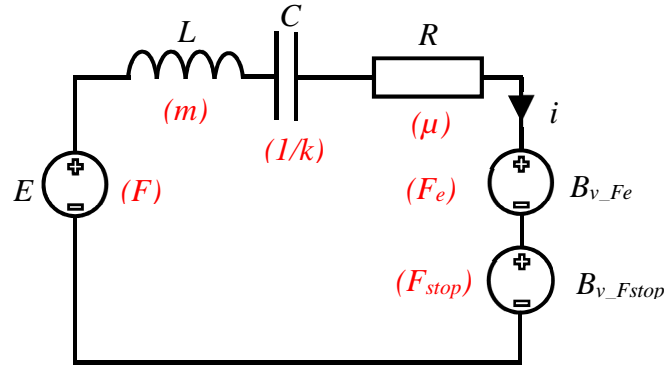 L
C
R
(m)
(1/k)
(μ)
i
E
(F)
(Fe)
Bv_Fe
(Fstop)
Bv_Fstop